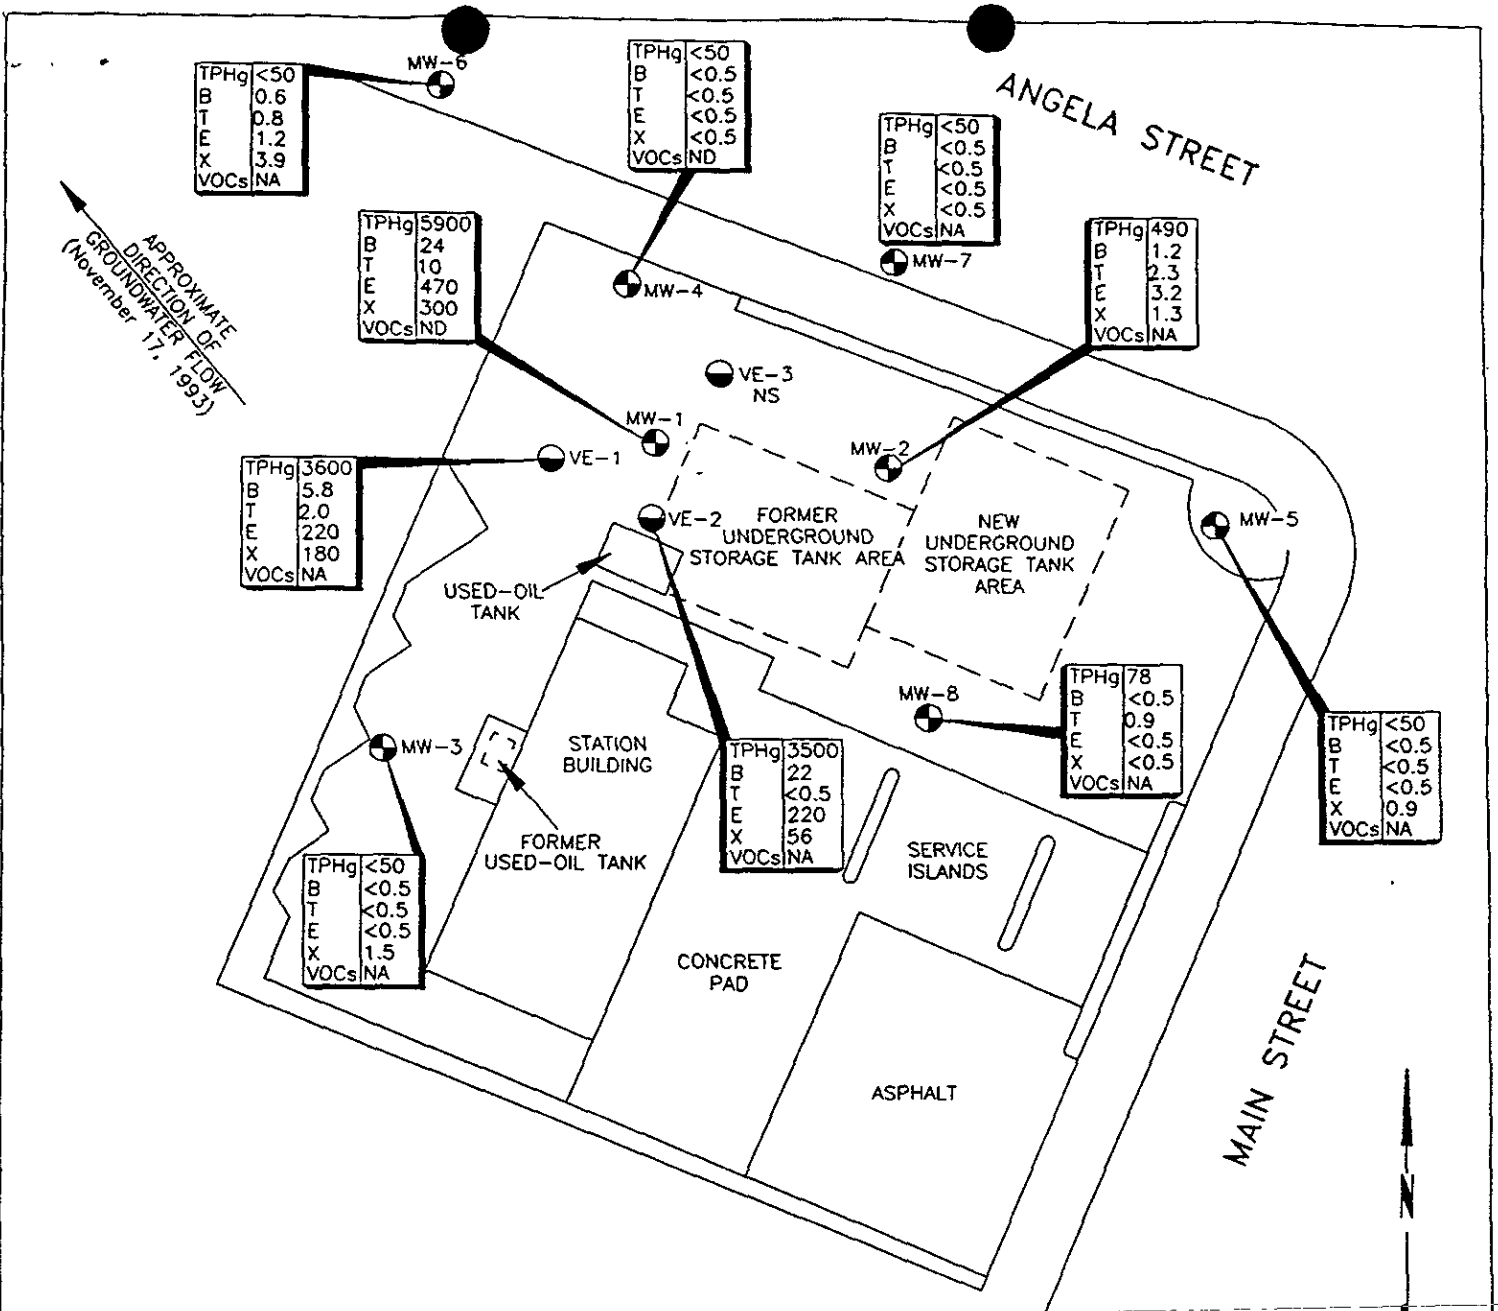 MW-6
TPHg <50
B 0.6
T 0.8
E 1.2
X 3.9
VOCs NA
TPHg <50
B <0.5
T <0.5
E <0.5
X <0.5
VOCs ND
ANGELA STREET
TPHg <50
B <0.5
T <0.5
E <0.5
X <0.5
VOCs NA
MW-7
APPROXIMATE
DIRECTION OF
GROUNDWATER FLOW
(November 17, 1993)
TPHg 5900
B 24
T 10
E 470
X 300
VOCs ND
MW-4
TPHg 490
B 1.2
T 2.3
E 3.2
X 1.3
VOCs NA
VE-3
NS
MW-1
MW-2
VE-1
TPHg 3600
B 5.8
T 2.0
E 220
X 180
VOCs NA
VE-2
FORMER
UNDERGROUND
STORAGE TANK AREA
NEW
UNDERGROUND
STORAGE TANK
AREA
MW-5
USED-OIL
TANK
MW-8
TPHg 78
B <0.5
T 0.9
E <0.5
X <0.5
VOCs NA
TPHg <50
B <0.5
T <0.5
E <0.5
X 0.9
VOCs NA
MW-3
STATION
BUILDING
TPHg 3500
B 22
T <0.5
E 220
X 56
VOCs NA
FORMER
USED-OIL TANK
SERVICE
ISLANDS
TPHg <50
B <0.5
T <0.5
E <0.5
X 1.5
VOCs NA
CONCRETE
PAD
ASPHALT
MAIN STREET
N